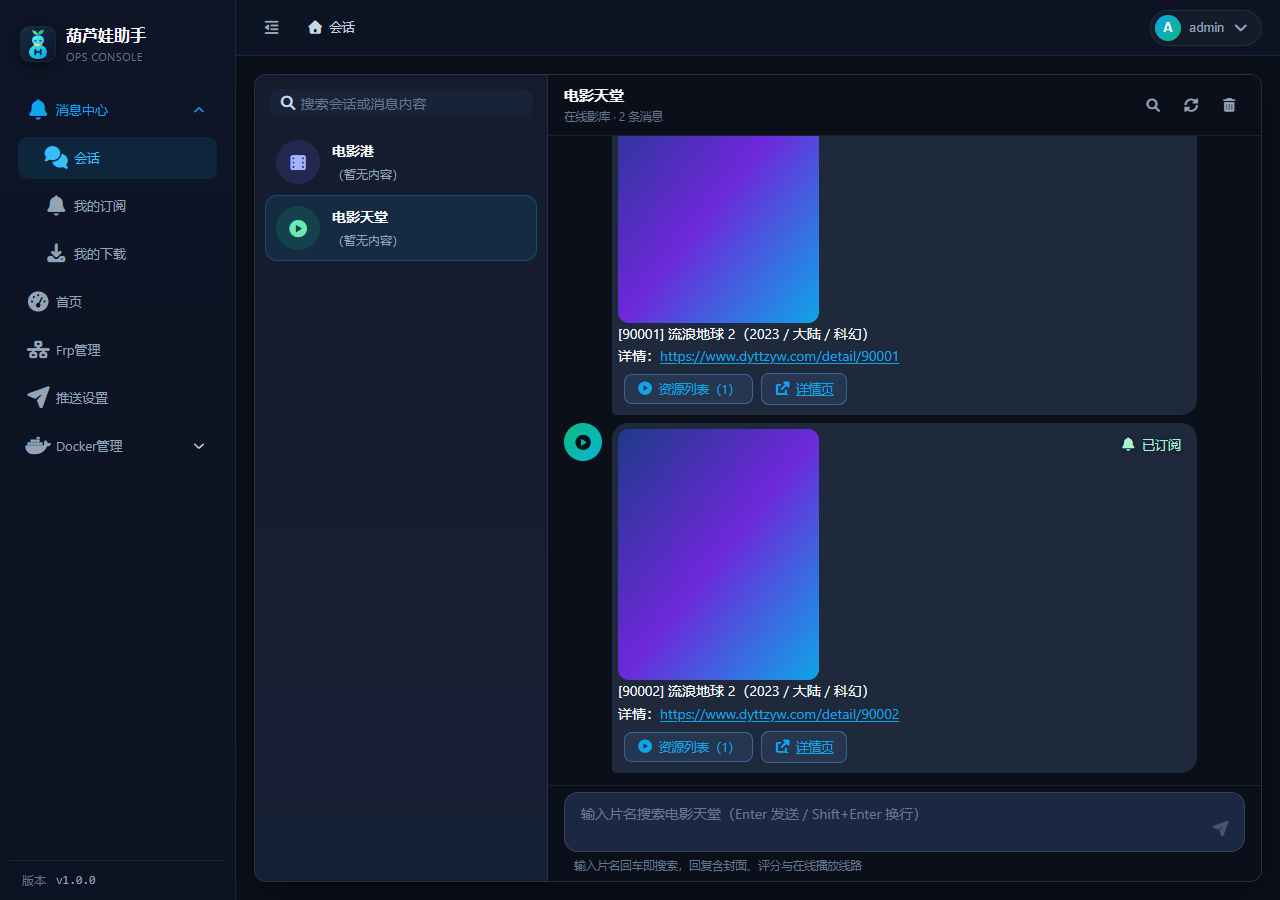 葫芦娃助手
OPS CONSOLE
消息中心
会话
我的订阅
我的下载
首页
Frp管理
推送设置
Docker管理
版本 v1.0.0
会话
A admin
搜索会话或消息内容
电影港
(暂无内容)
电影天堂
(暂无内容)
电影天堂
在线影库 · 2 条消息
[90001] 流浪地球 2（2023 / 大陆 / 科幻）
详情：https://www.dyttzyw.com/detail/90001
资源列表（1） 详情页
已订阅
[90002] 流浪地球 2（2023 / 大陆 / 科幻）
详情：https://www.dyttzyw.com/detail/90002
资源列表（1） 详情页
输入片名搜索电影天堂（Enter 发送 / Shift+Enter 换行）
输入片名回车即搜索，回复含封面、评分与在线播放线路